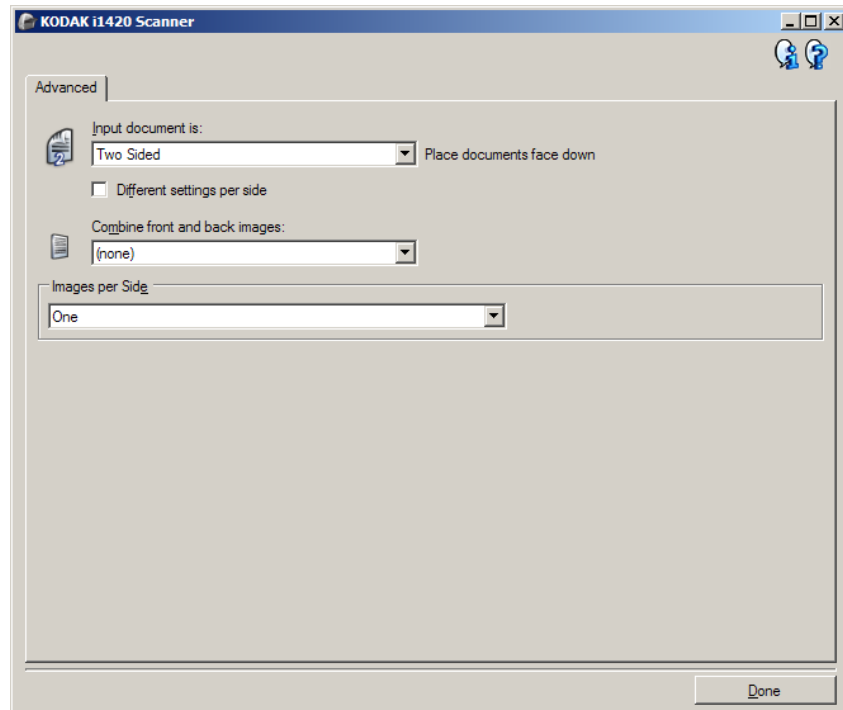 KODAK i1420 Scanner
Advanced
Input document is:
2
Two Sided Place documents face down
Different settings per side
Combine front and back images:
(none)
Images per Side
One
Done